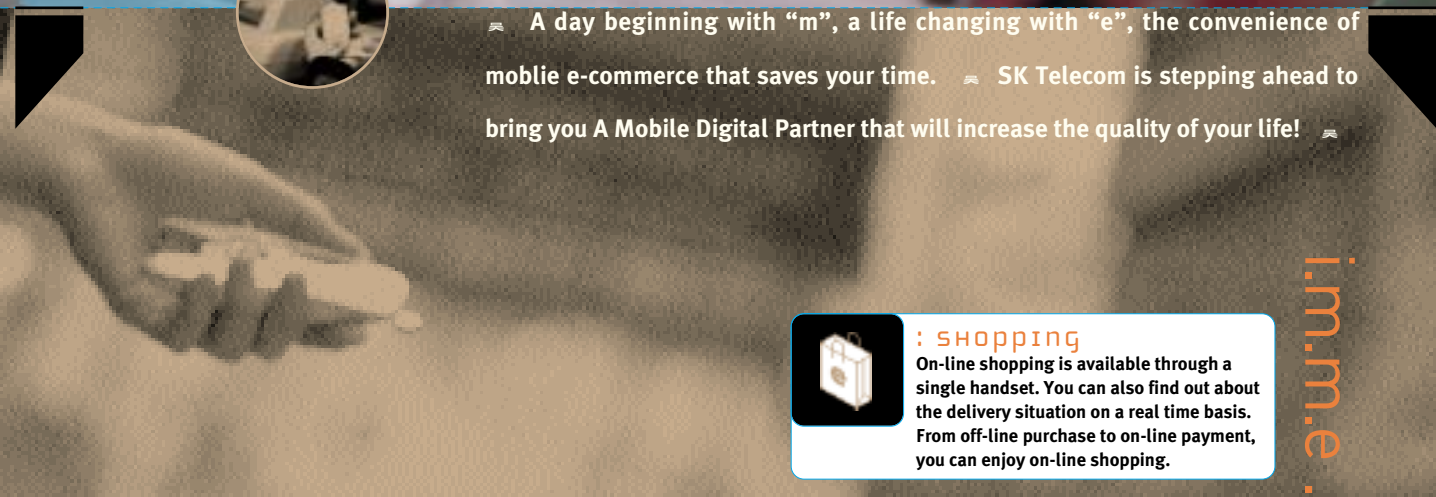 A day beginning with “m”, a life changing with “e”, the convenience of
moblie e-commerce that saves your time. SK Telecom is stepping ahead to
bring you A Mobile Digital Partner that will increase the quality of your life!
: SHOPPING
On-line shopping is available through a
single handset. You can also find out about
the delivery situation on a real time basis.
From off-line purchase to on-line payment,
you can enjoy on-line shopping.
i.m.m.e.